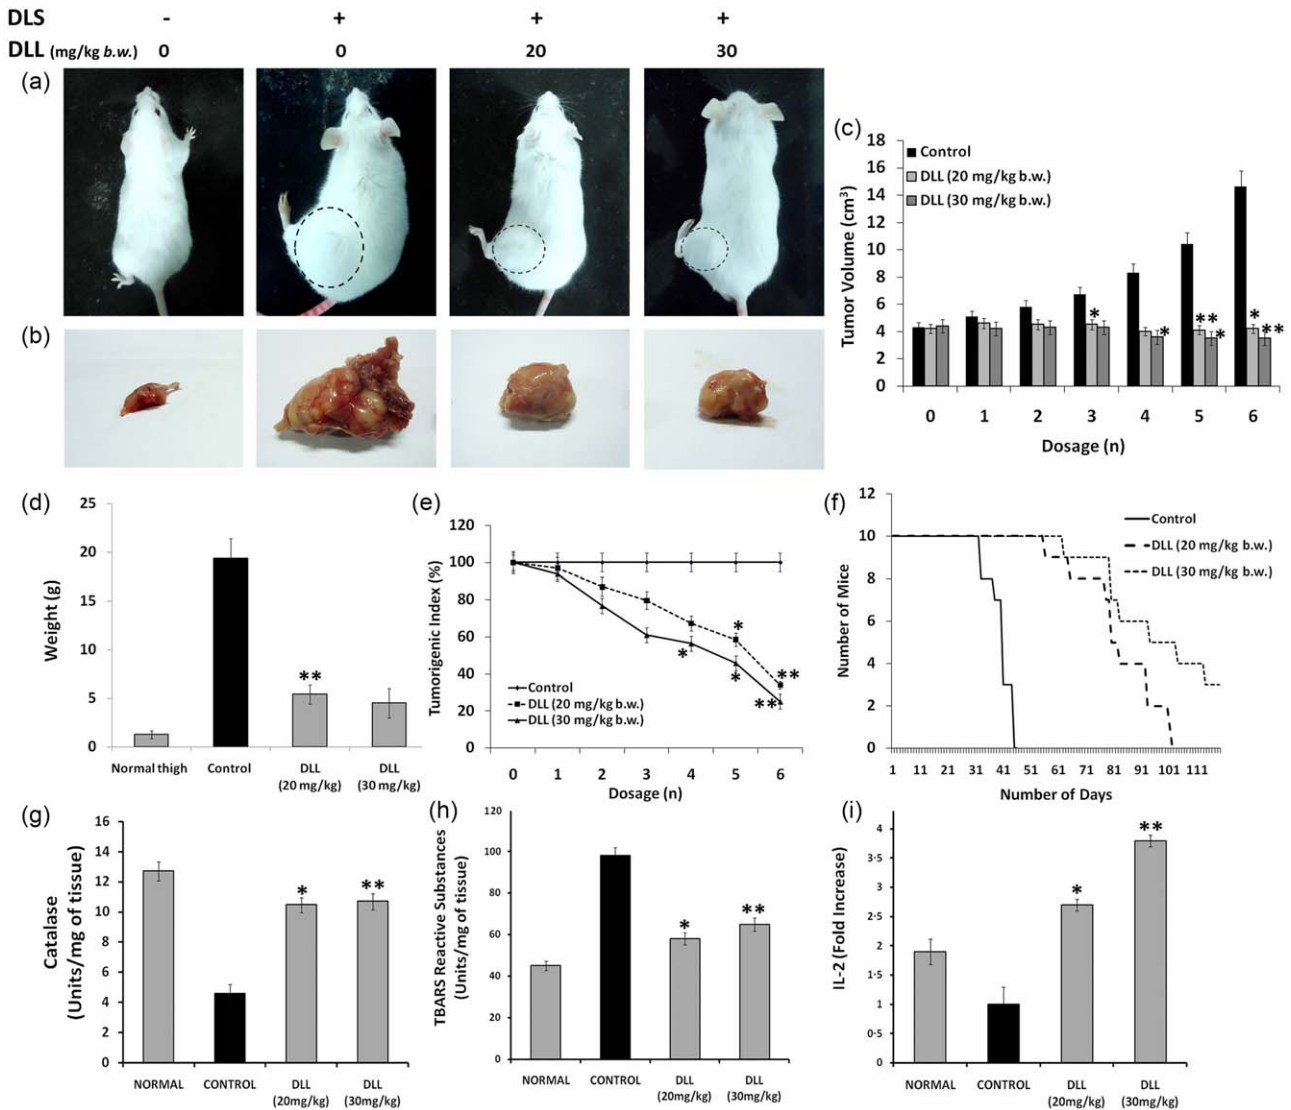 DLS - + + +
DLL (mg/kg b.w.) 0 0 20 30
(a)
(b)
(c)
Tumor Volume (cm³)
18
16
14
12
10
8
6
4
2
0
Control
DLL (20 mg/kg b.w.)
DLL (30 mg/kg b.w.)
* * ** * * **
0 1 2 3 4 5 6
Dosage (n)
(d)
Weight (g)
25
20
15
10
5
0
**
Normal thigh Control DLL DLL
(20 mg/kg) (30 mg/kg)
(e)
Tumorigenic Index (%)
120
100
80
60
40
20
0
* * * ** **
Control
DLL (20 mg/kg b.w.)
DLL (30 mg/kg b.w.)
0 1 2 3 4 5 6
Dosage (n)
(f)
Number of Mice
12
10
8
6
4
2
0
Control
DLL (20 mg/kg b.w.)
DLL (30 mg/kg b.w.)
1 11 21 31 41 51 61 71 81 91 101 111
Number of Days
(g)
Catalase
(Units/mg of tissue)
16
14
12
10
8
6
4
2
0
* **
NORMAL CONTROL DLL DLL
(20mg/kg) (30mg/kg)
(h)
TBARS Reactive Substances
(Units/mg of tissue)
120
100
80
60
40
20
0
* **
NORMAL CONTROL DLL DLL
(20mg/kg) (30mg/kg)
(i)
IL-2 (Fold Increase)
4
3·5
3
2·5
2
1·5
1
0·5
0
* **
NORMAL CONTROL DLL DLL
(20mg/kg) (30mg/kg)